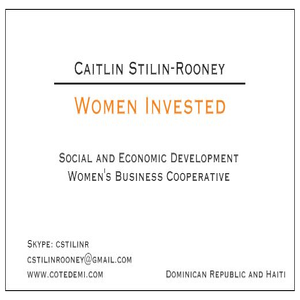 Caitlin Stilin-Rooney
Women Invested
Social and Economic Development
Women's Business Cooperative
Skype: cstilinr
cstilinrooney@gmail.com
www.cotedemi.com
Dominican Republic and Haiti